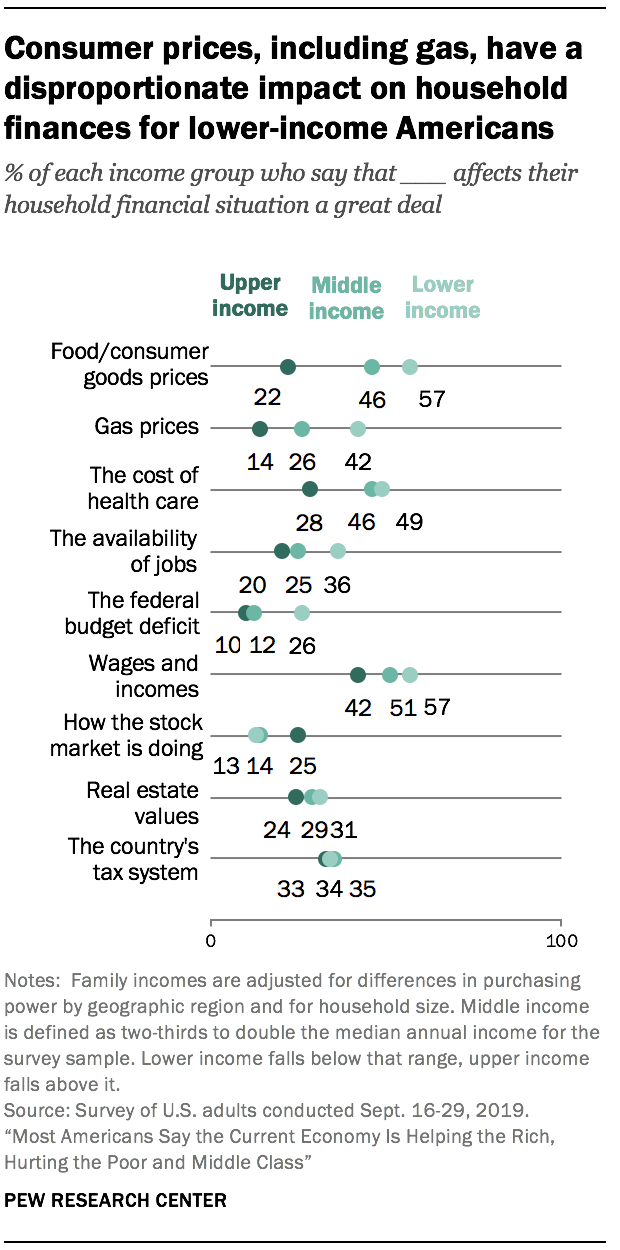 Consumer prices, including gas, have a
disproportionate impact on household
finances for lower-income Americans
% of each income group who say that ___ affects their
household financial situation a great deal
Upper income
Middle income
Lower income
Food/consumer
goods prices
22 46 57
Gas prices
14 26 42
The cost of
health care
28 46 49
The availability
of jobs
20 25 36
The federal
budget deficit
10 12 26
Wages and
incomes
42 51 57
How the stock
market is doing
13 14 25
Real estate
values
24 29 31
The country's
tax system
33 34 35
0 100
Notes: Family incomes are adjusted for differences in purchasing
power by geographic region and for household size. Middle income
is defined as two-thirds to double the median annual income for the
survey sample. Lower income falls below that range, upper income
falls above it.
Source: Survey of U.S. adults conducted Sept. 16-29, 2019.
“Most Americans Say the Current Economy Is Helping the Rich,
Hurting the Poor and Middle Class”
PEW RESEARCH CENTER